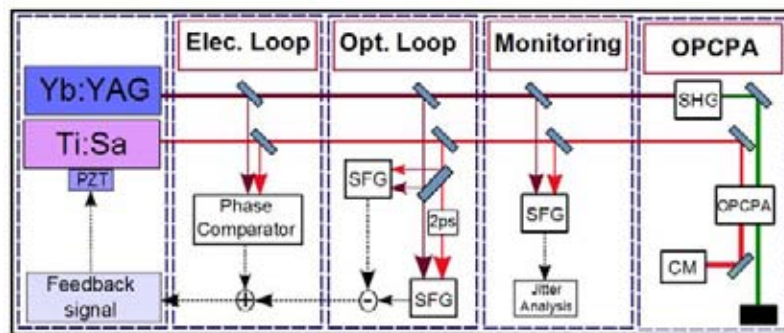 Elec. Loop
Opt. Loop
Monitoring
OPCPA
Yb:YAG
Ti:Sa
PZT
Feedback
signal
Phase
Comparator
+
SFG
2ps
-
SFG
SFG
Jitter
Analysis
SHG
OPCPA
CM